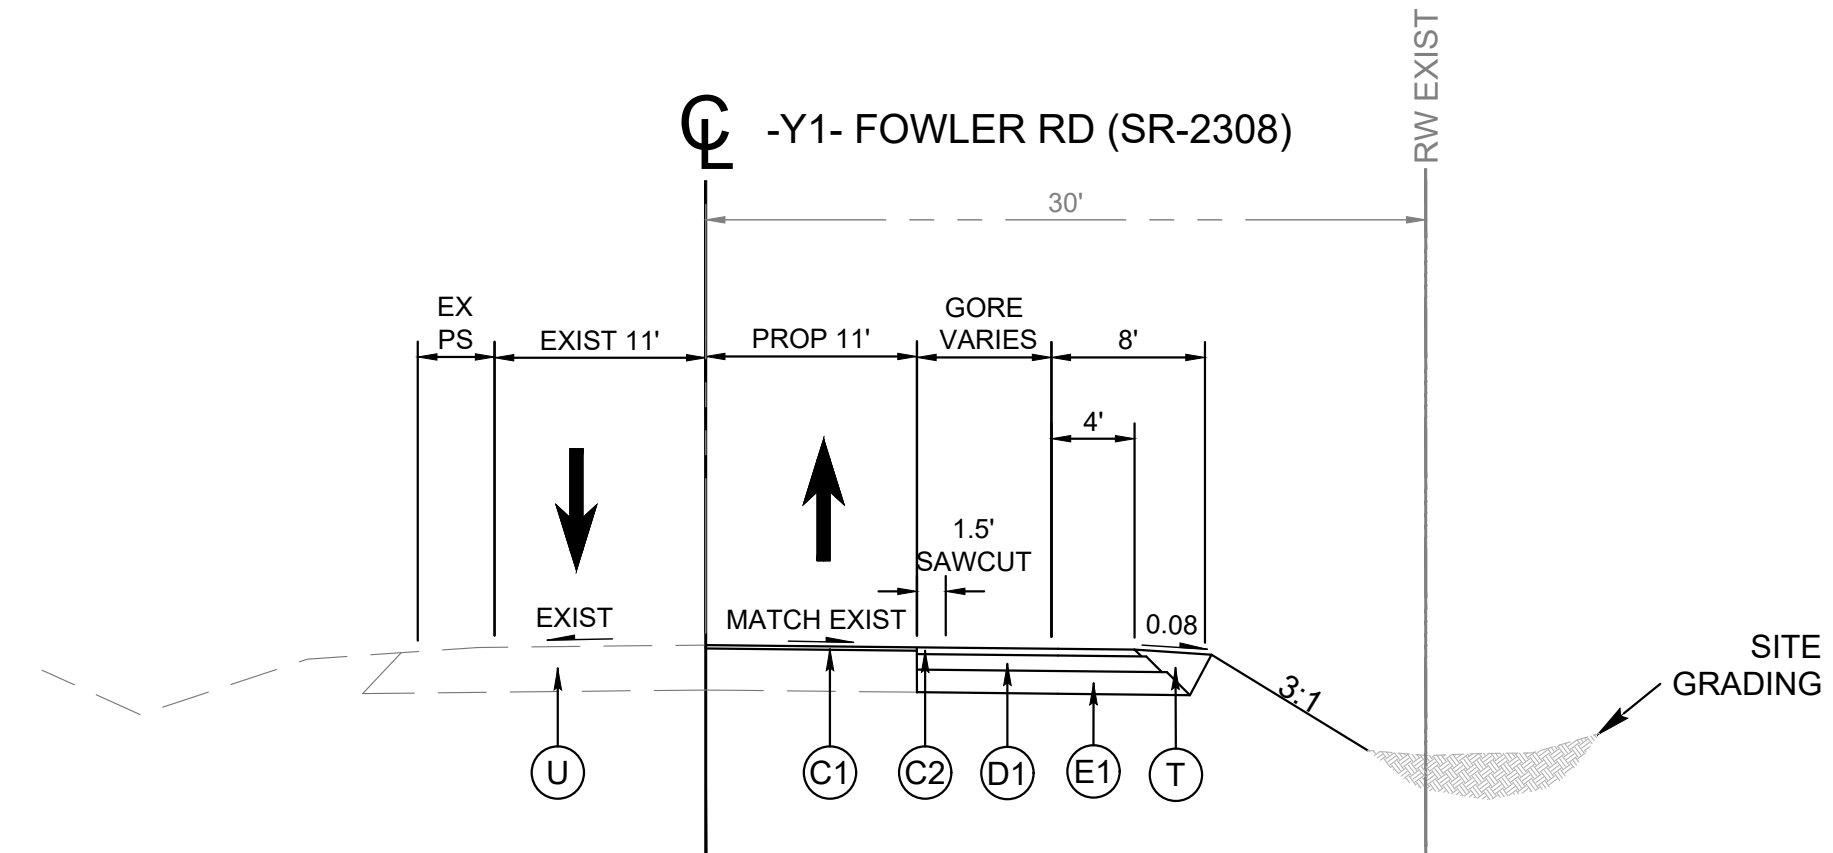 RW EXIST
CL -Y1- FOWLER RD (SR-2308)
30'
EX
PS
EXIST 11'
PROP 11'
GORE
VARIES
8'
4'
1.5'
SAWCUT
EXIST
MATCH EXIST
0.08
3:1
SITE
GRADING
U
C1
C2
D1
E1
T